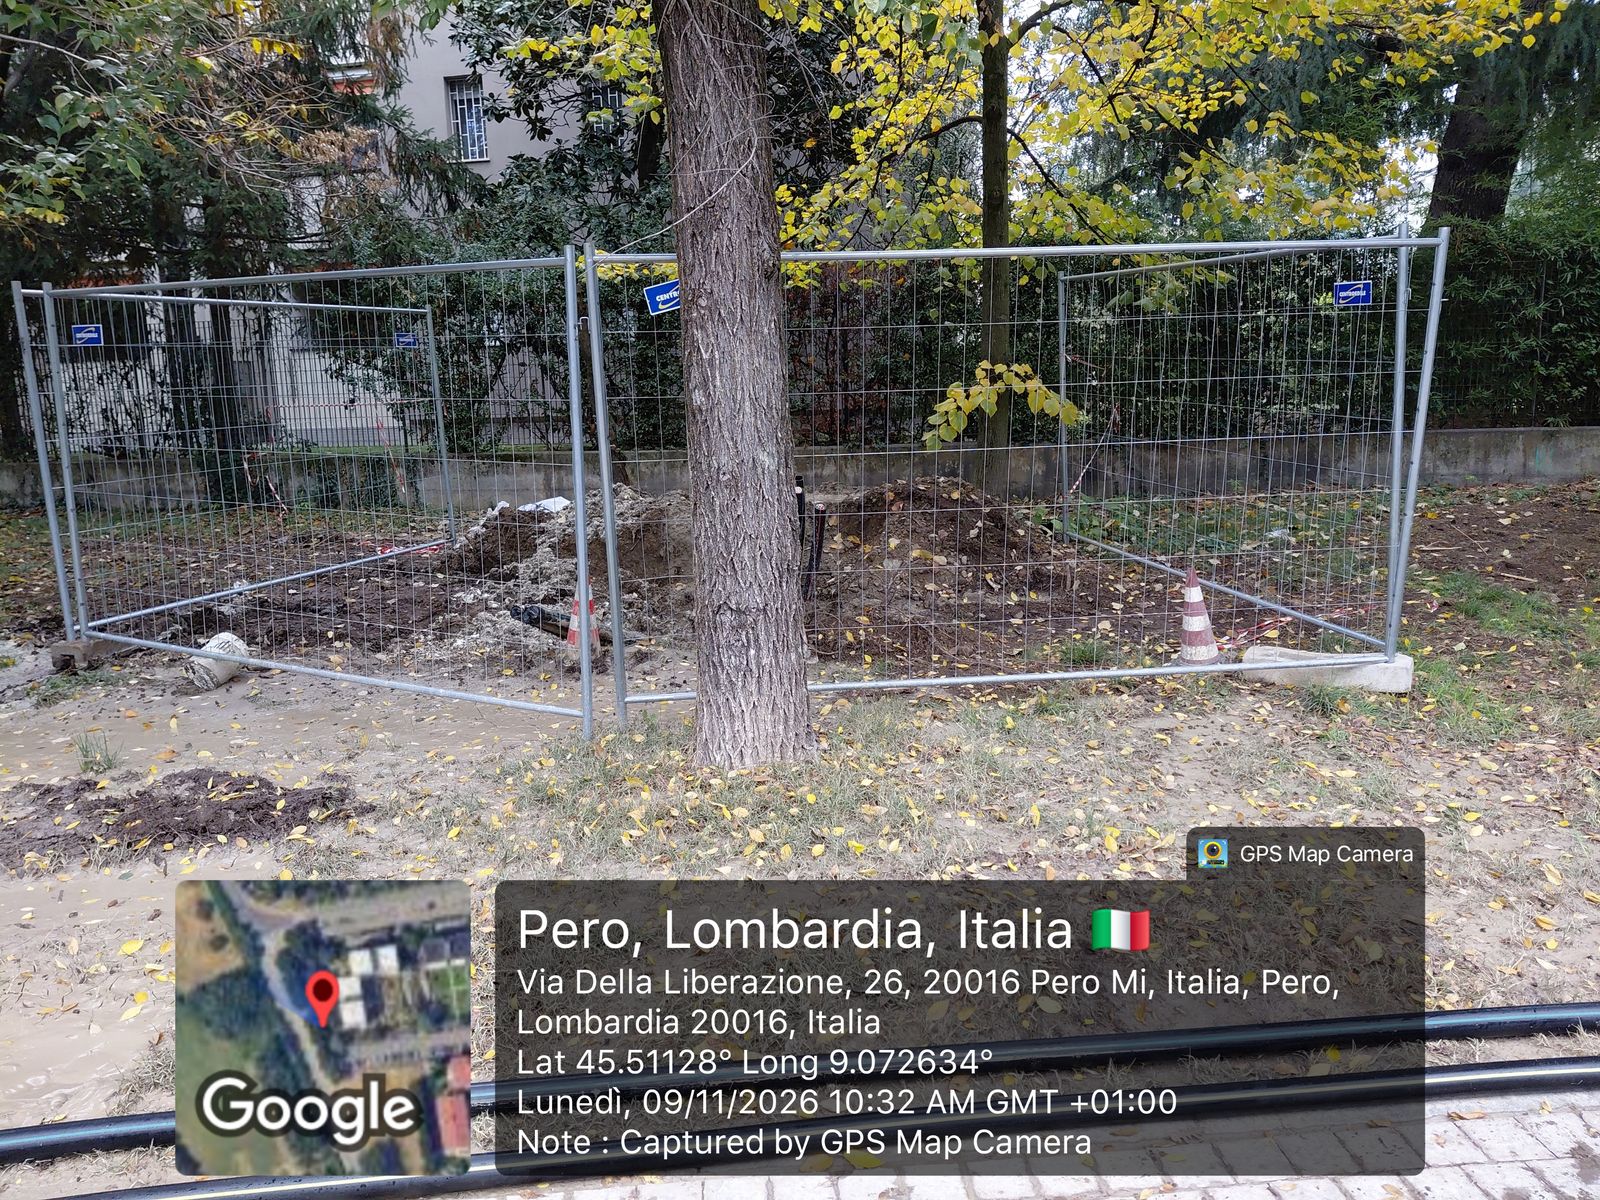 CENTROEDILE
GPS Map Camera
Pero, Lombardia, Italia
Via Della Liberazione, 26, 20016 Pero Mi, Italia, Pero,
Lombardia 20016, Italia
Lat 45.51128° Long 9.072634°
Lunedì, 09/11/2026 10:32 AM GMT +01:00
Note : Captured by GPS Map Camera
Google